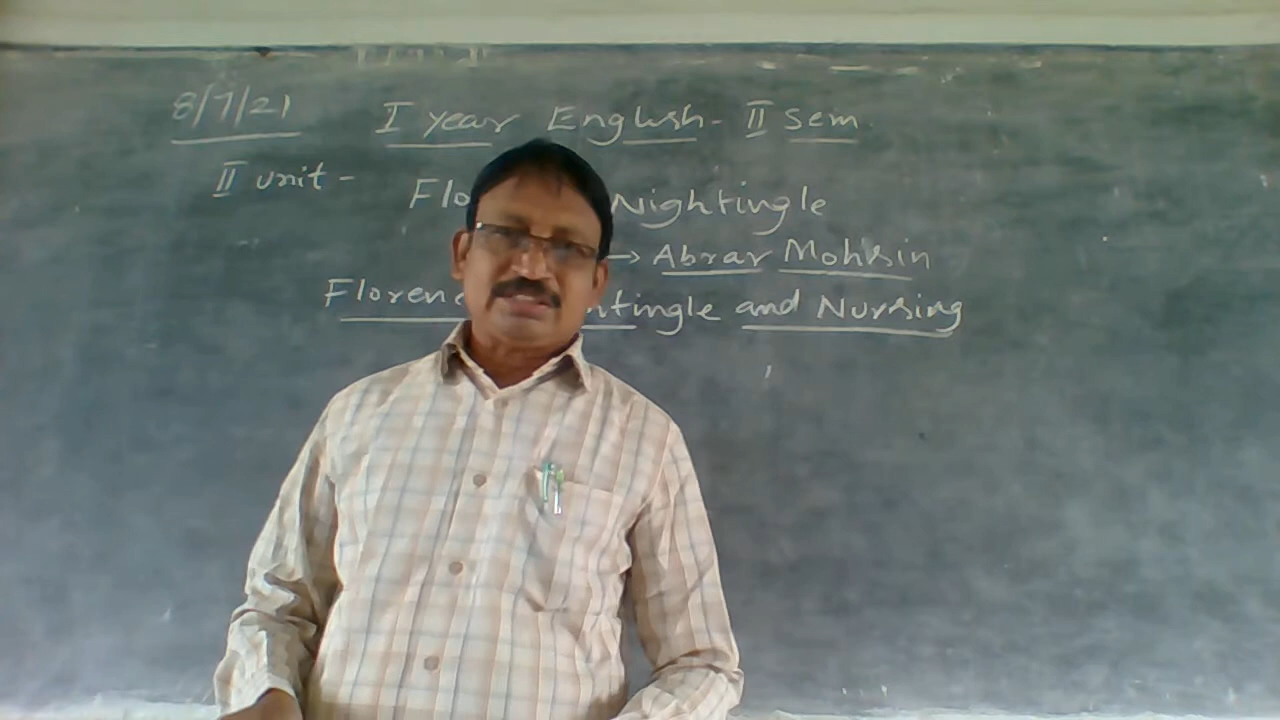 8/7/21 I year English - II Sem
II unit - Flo Nightingle
→ Abrar Mohsin
Floren ntingle and Nursing